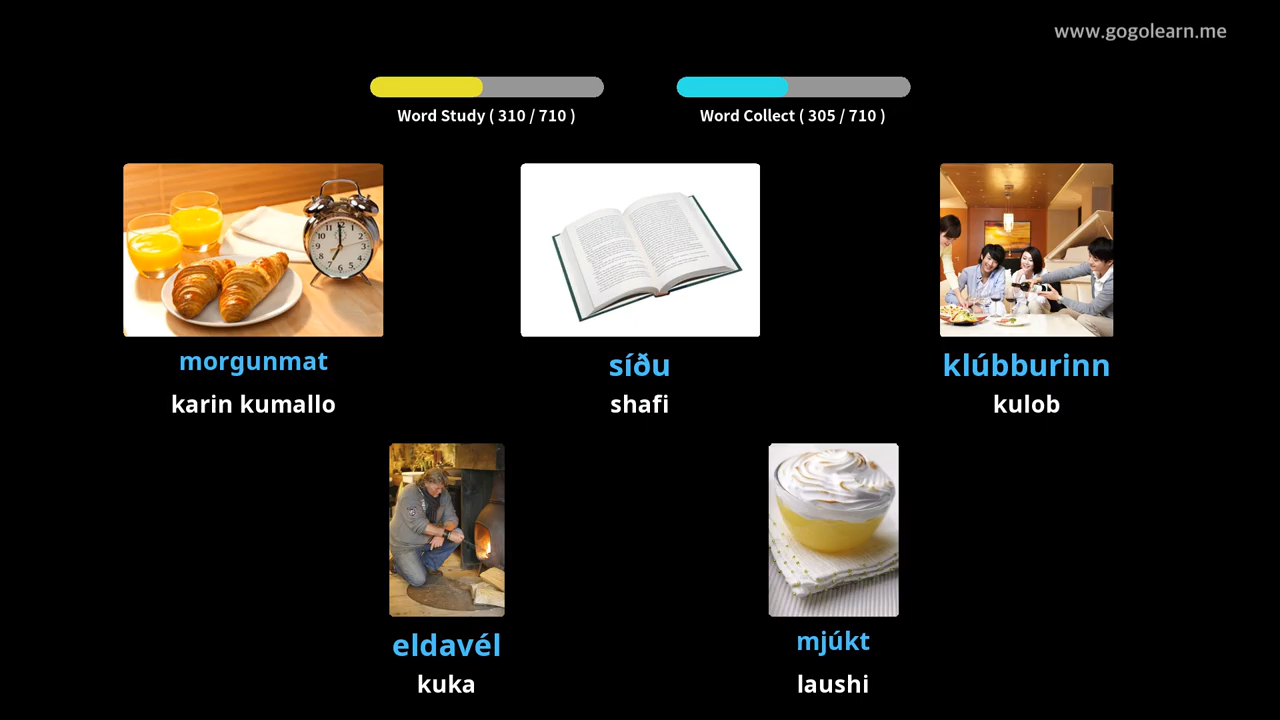 www.gogolearn.me
Word Study ( 310 / 710 )
Word Collect ( 305 / 710 )
morgunmat
karin kumallo
síðu
shafi
klúbburinn
kulob
eldavél
kuka
mjúkt
laushi